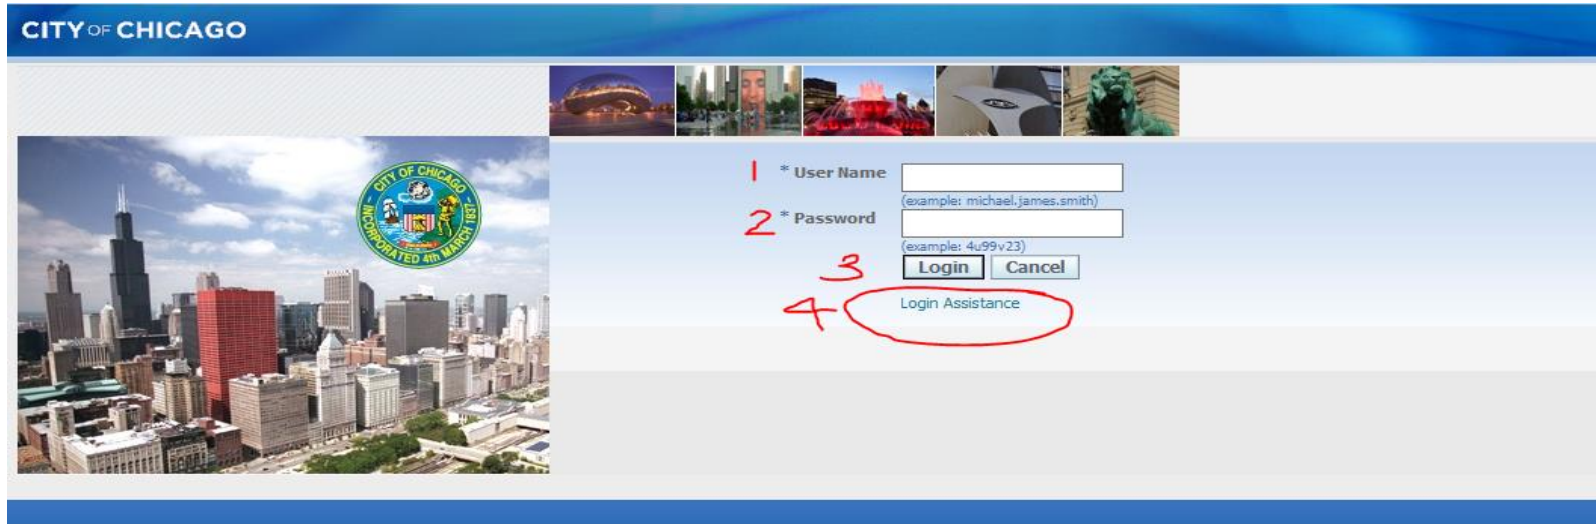 CITY OF CHICAGO
CITY OF CHICAGO
INCORPORATED 4th MARCH 1837
1 * User Name
(example: michael.james.smith)
2 * Password
(example: 4u99v23)
3 Login Cancel
4 Login Assistance